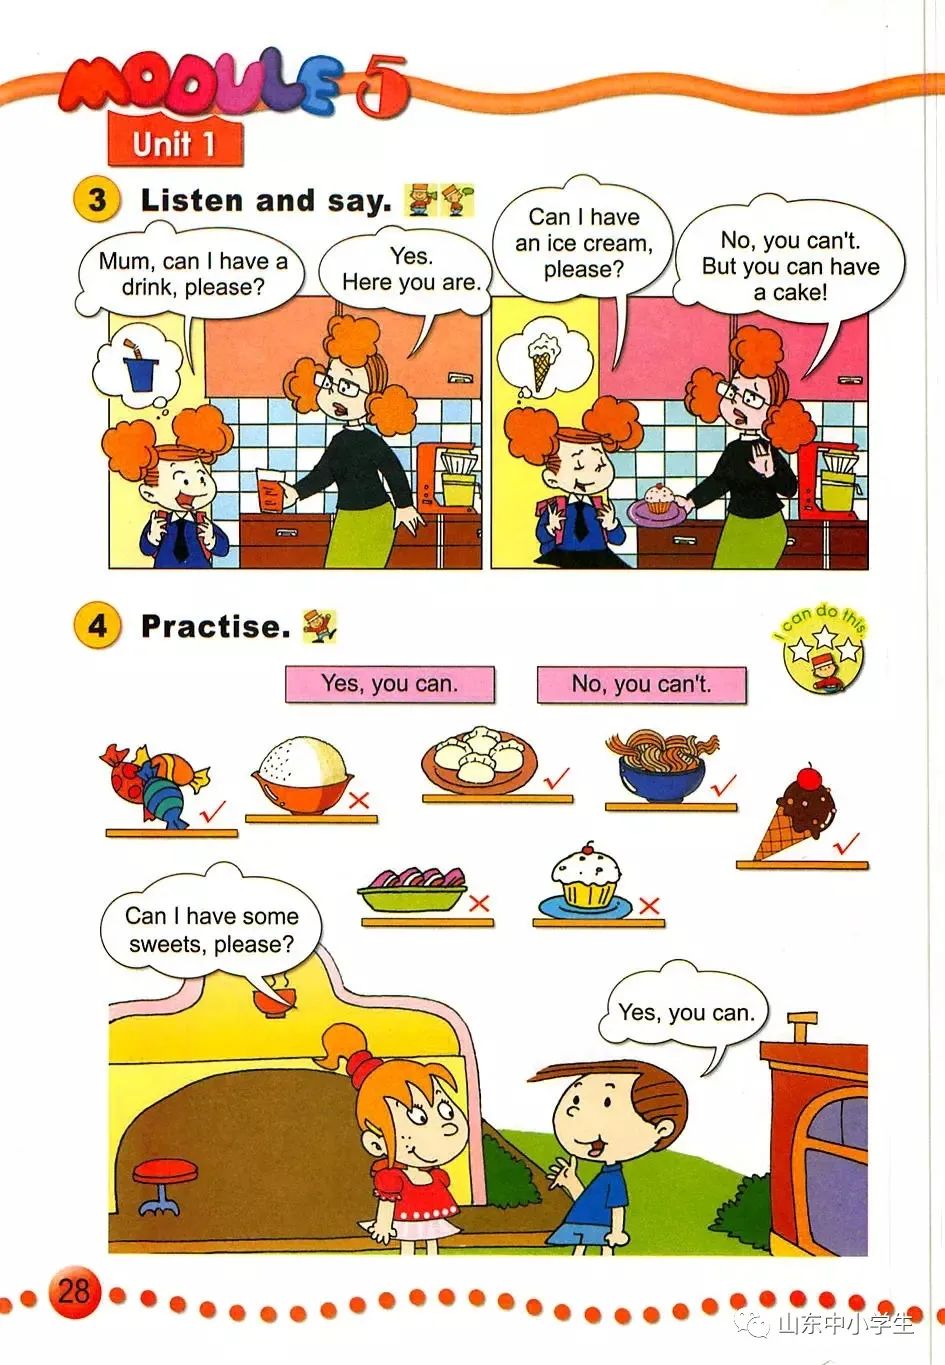 MODULE 5
Unit 1
3 Listen and say.
Mum, can I have a
drink, please?
Yes.
Here you are.
Can I have
an ice cream,
please?
No, you can't.
But you can have
a cake!
4 Practise.
I can do this.
Yes, you can.
No, you can't.
Can I have some
sweets, please?
Yes, you can.
28
山东中小学生